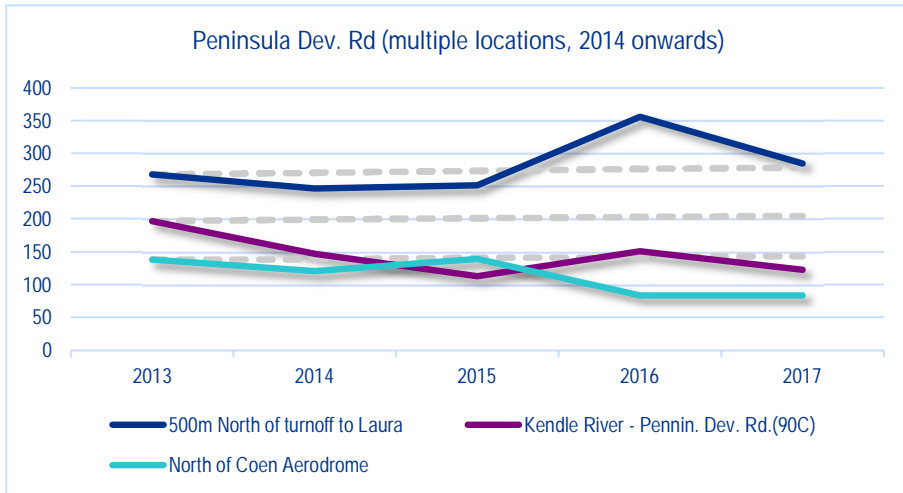 Peninsula Dev. Rd (multiple locations, 2014 onwards)
400
350
300
250
200
150
100
50
0
2013 2014 2015 2016 2017
500m North of turnoff to Laura Kendle River - Pennin. Dev. Rd.(90C)
North of Coen Aerodrome